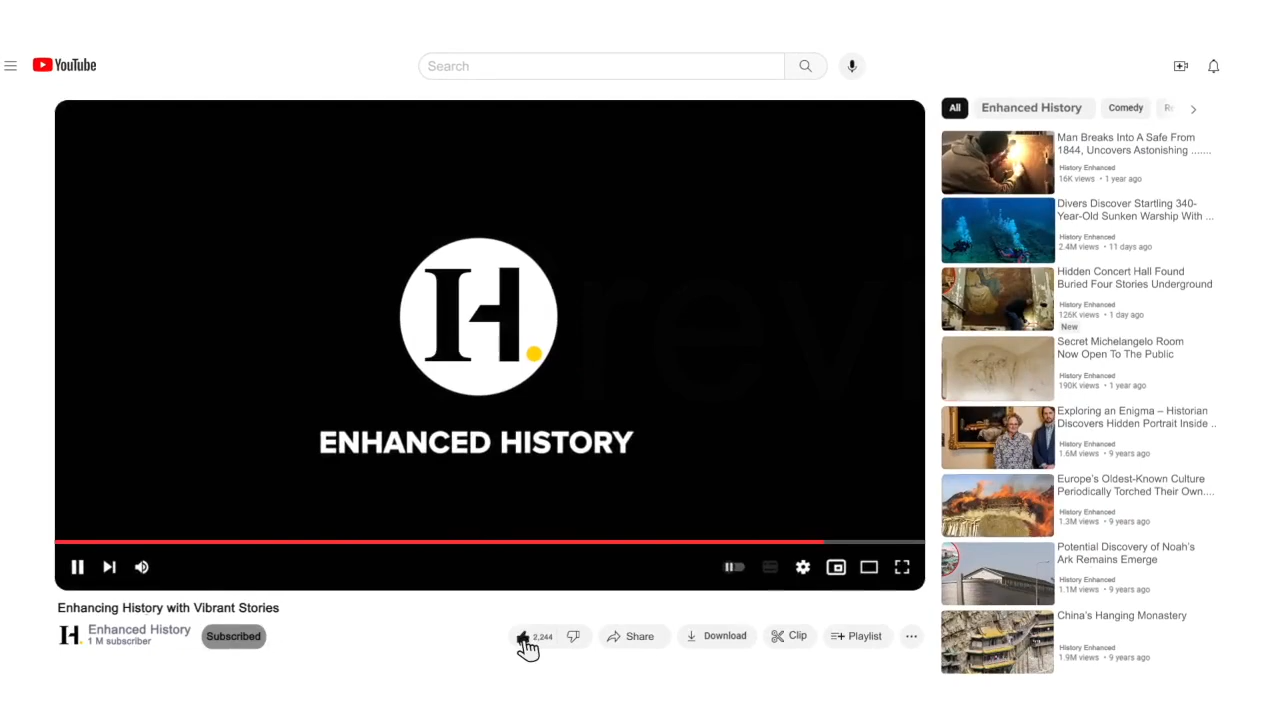 YouTube
Search
H.
ENHANCED HISTORY
Enhancing History with Vibrant Stories
H.
Enhanced History
1 M subscriber
Subscribed
2,244
Share
Download
Clip
Playlist
All
Enhanced History
Comedy
Man Breaks Into A Safe From
1844, Uncovers Astonishing .......
History Enhanced
16K views • 1 year ago
Divers Discover Startling 340-
Year-Old Sunken Warship With ...
History Enhanced
2.4M views • 11 days ago
Hidden Concert Hall Found
Buried Four Stories Underground
History Enhanced
126K views • 1 day ago
New
Secret Michelangelo Room
Now Open To The Public
History Enhanced
190K views • 1 year ago
Exploring an Enigma – Historian
Discovers Hidden Portrait Inside ..
History Enhanced
1.6M views • 9 years ago
Europe's Oldest-Known Culture
Periodically Torched Their Own....
History Enhanced
1.3M views • 9 years ago
Potential Discovery of Noah's
Ark Remains Emerge
History Enhanced
1.1M views • 9 years ago
China's Hanging Monastery
History Enhanced
1.9M views • 9 years ago